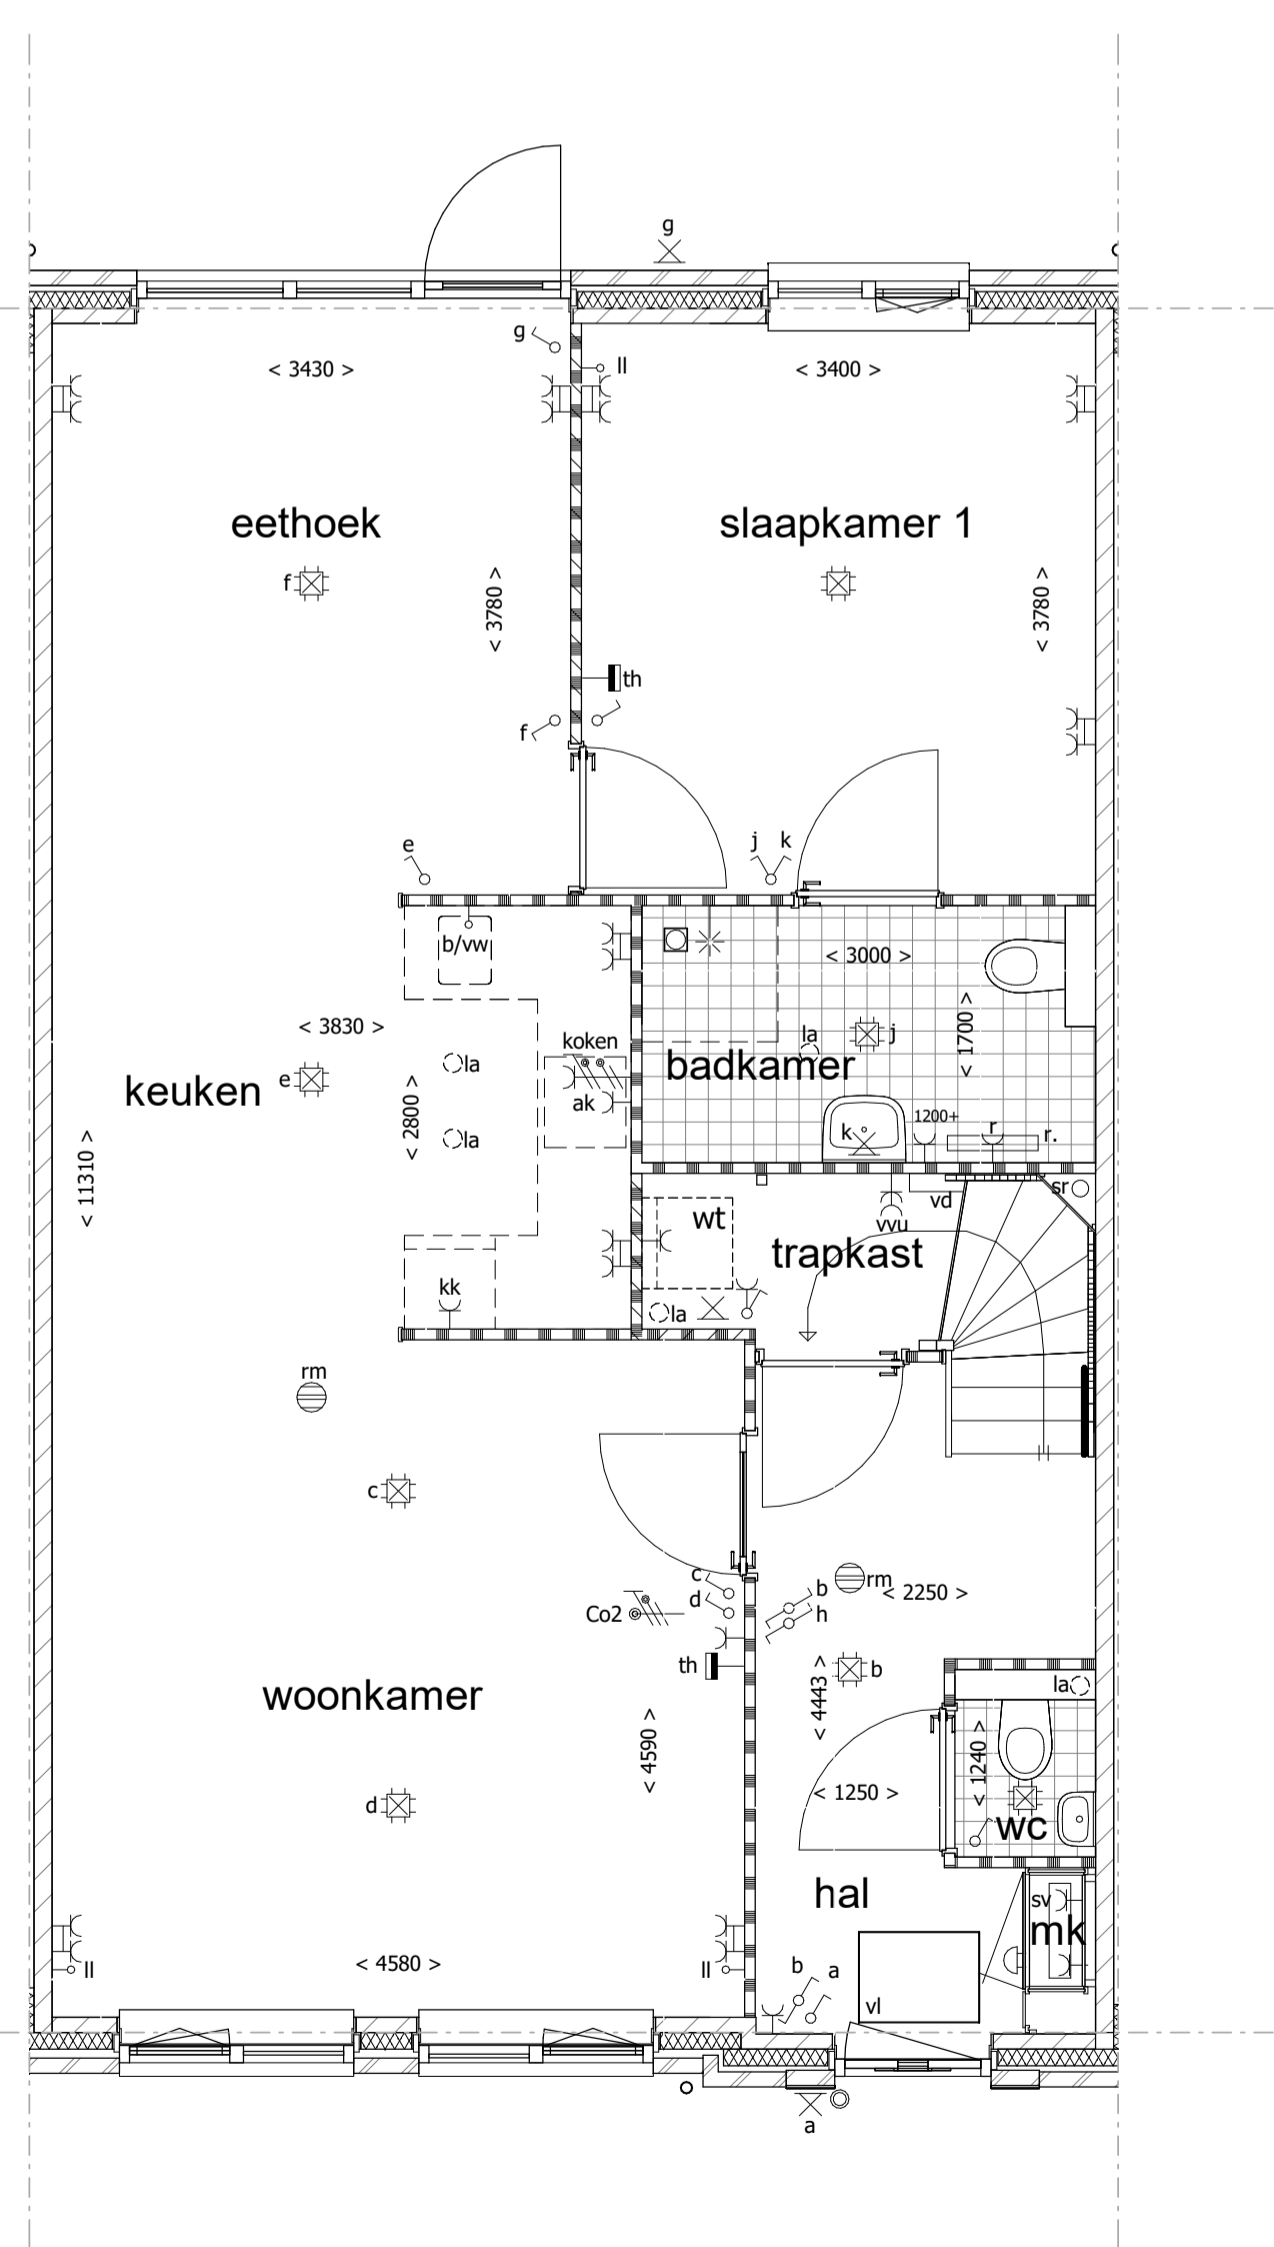 g
g
ll
< 3430 >
< 3400 >
eethoek
slaapkamer 1
f
< 3780 >
< 3780 >
th
f
e
j k
b/vw
< 3000 >
< 3830 >
koken
la
la
j
< 1700 >
keuken
e
badkamer
ak
< 2800 >
la
k
1200+
r
r.
< 11310 >
sr
vd
wt
vvu
trapkast
kk
la
rm
c
c
d
rm
b
h
< 2250 >
Co2
th
b
la
< 4443 >
woonkamer
< 4590 >
< 1240 >
< 1250 >
d
wc
hal
sv
mk
ll
< 4580 >
ll
b
a
vl
a